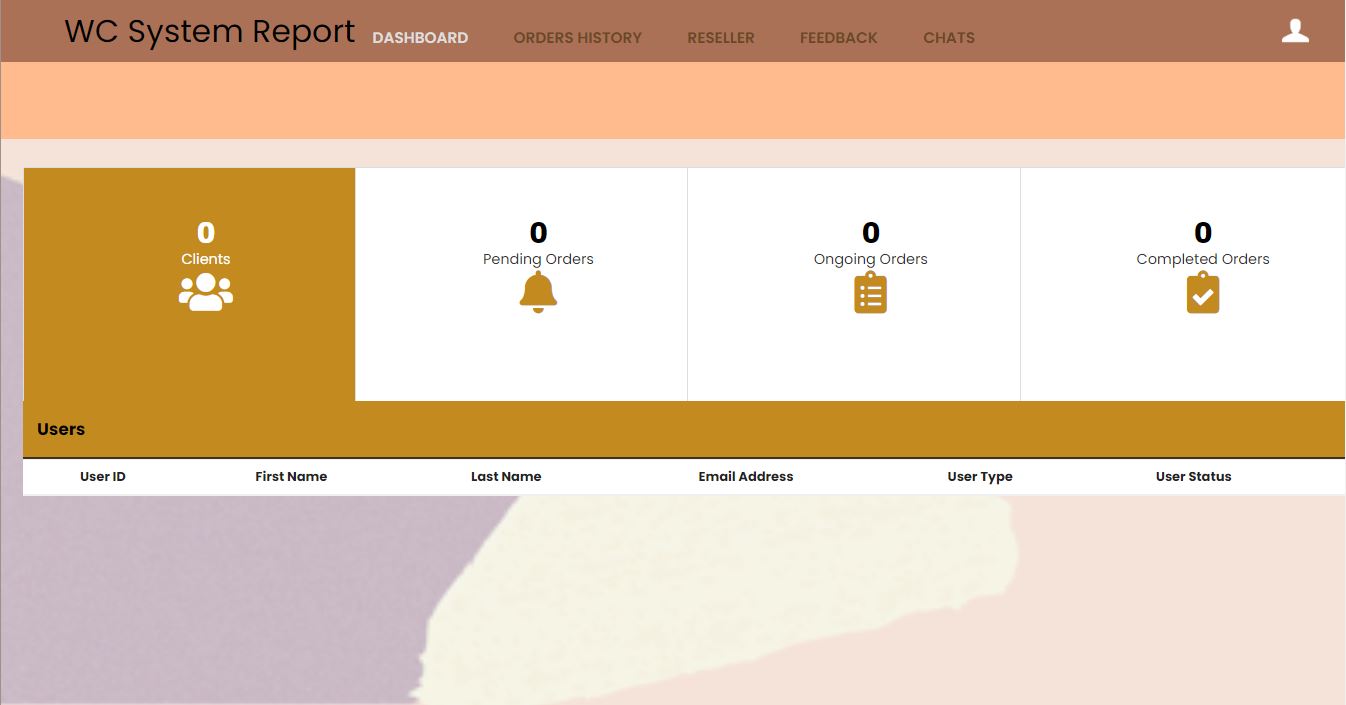 WC System Report DASHBOARD ORDERS HISTORY RESELLER FEEDBACK CHATS
0 0 0 0
Clients Pending Orders Ongoing Orders Completed Orders
Users
User ID First Name Last Name Email Address User Type User Status